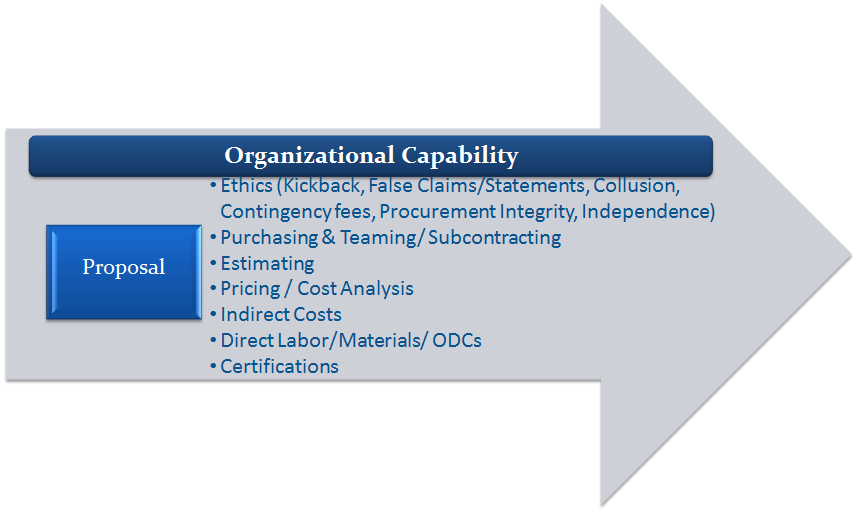 Organizational Capability
• Ethics (Kickback, False Claims/Statements, Collusion,
Contingency fees, Procurement Integrity, Independence)
• Purchasing & Teaming/ Subcontracting
Proposal
• Estimating
• Pricing / Cost Analysis
• Indirect Costs
• Direct Labor/Materials/ ODCs
• Certifications